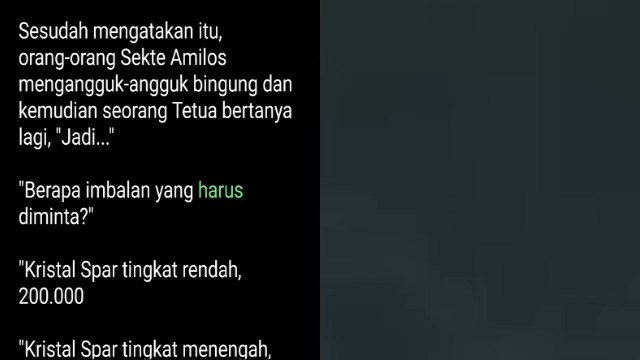 Sesudah mengatakan itu,
orang-orang Sekte Amilos
mengangguk-angguk bingung dan
kemudian seorang Tetua bertanya
lagi, "Jadi..."
"Berapa imbalan yang harus
diminta?"
"Kristal Spar tingkat rendah,
200.000
"Kristal Spar tingkat menengah,